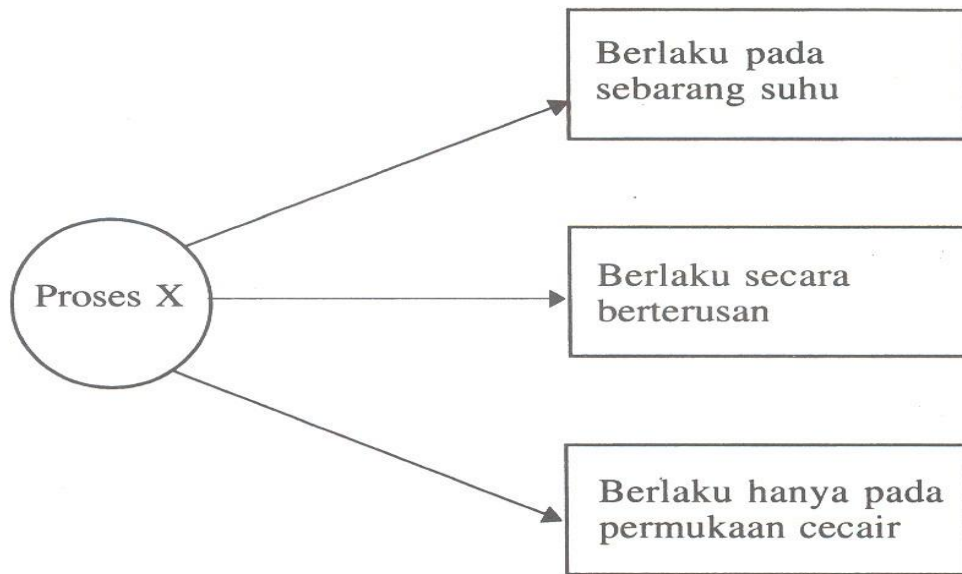 Berlaku pada
sebarang suhu
Proses X
Berlaku secara
berterusan
Berlaku hanya pada
permukaan cecair